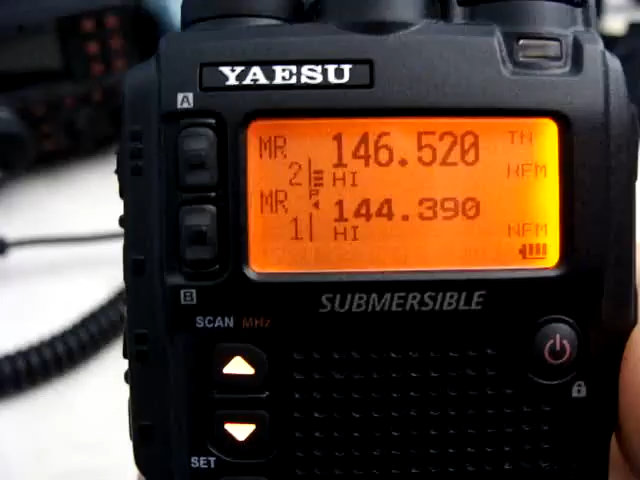 YAESU
A
MR 146.520 TN
2 HI NFM
MR 144.390
1 HI NFM
B
SUBMERSIBLE
SCAN MHz
SET